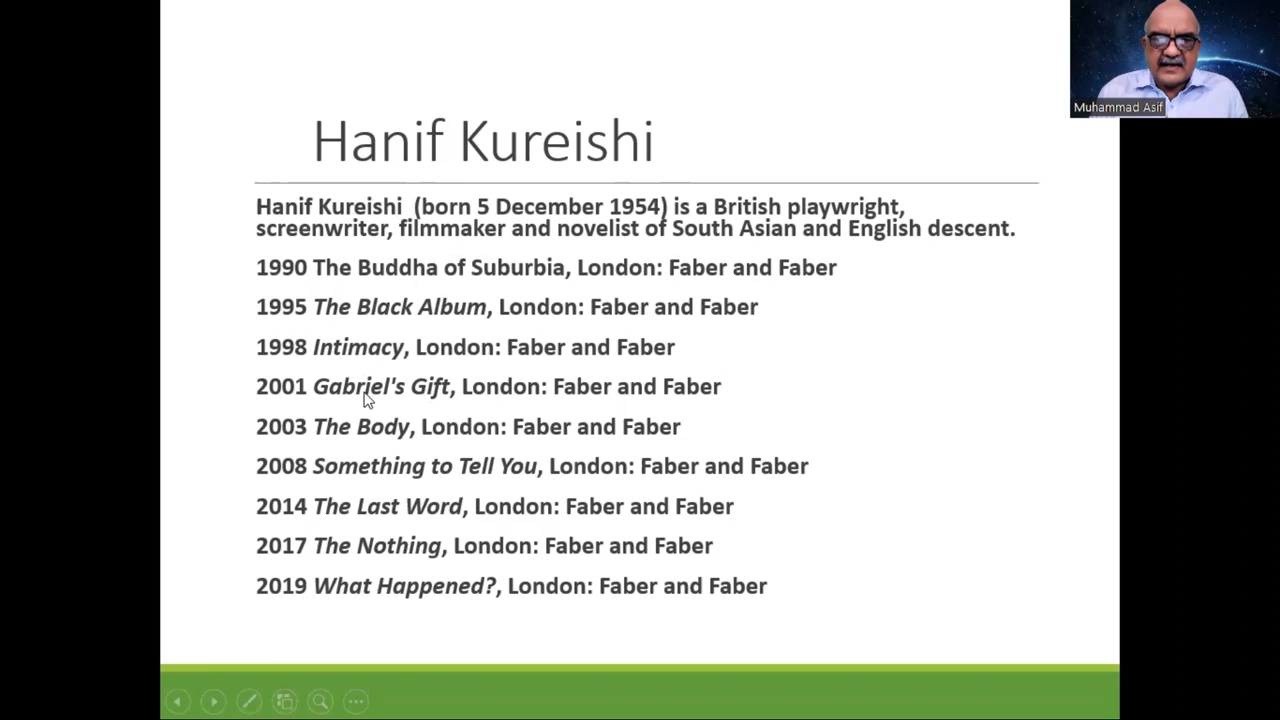 Hanif Kureishi
Muhammad Asif
Hanif Kureishi (born 5 December 1954) is a British playwright,
screenwriter, filmmaker and novelist of South Asian and English descent.
1990 The Buddha of Suburbia, London: Faber and Faber
1995 The Black Album, London: Faber and Faber
1998 Intimacy, London: Faber and Faber
2001 Gabriel's Gift, London: Faber and Faber
2003 The Body, London: Faber and Faber
2008 Something to Tell You, London: Faber and Faber
2014 The Last Word, London: Faber and Faber
2017 The Nothing, London: Faber and Faber
2019 What Happened?, London: Faber and Faber